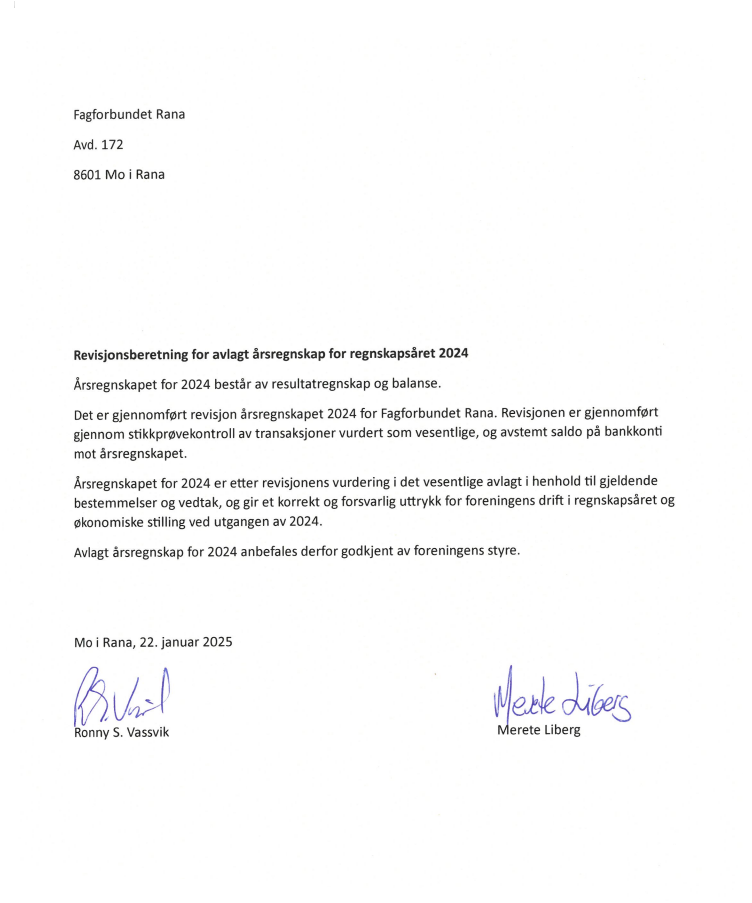 Fagforbundet Rana
Avd. 172
8601 Mo i Rana
Revisjonsberetning for avlagt årsregnskap for regnskapsåret 2024
Årsregnskapet for 2024 består av resultatregnskap og balanse.
Det er gjennomført revisjon årsregnskapet 2024 for Fagforbundet Rana. Revisjonen er gjennomført
gjennom stikkprøvekontroll av transaksjoner vurdert som vesentlige, og avstemt saldo på bankkonti
mot årsregnskapet.
Årsregnskapet for 2024 er etter revisjonens vurdering i det vesentlige avlagt i henhold til gjeldende
bestemmelser og vedtak, og gir et korrekt og forsvarlig uttrykk for foreningens drift i regnskapsåret og
økonomiske stilling ved utgangen av 2024.
Avlagt årsregnskap for 2024 anbefales derfor godkjent av foreningens styre.
Mo i Rana, 22. januar 2025
Merete Liberg
Ronny S. Vassvik
Merete Liberg